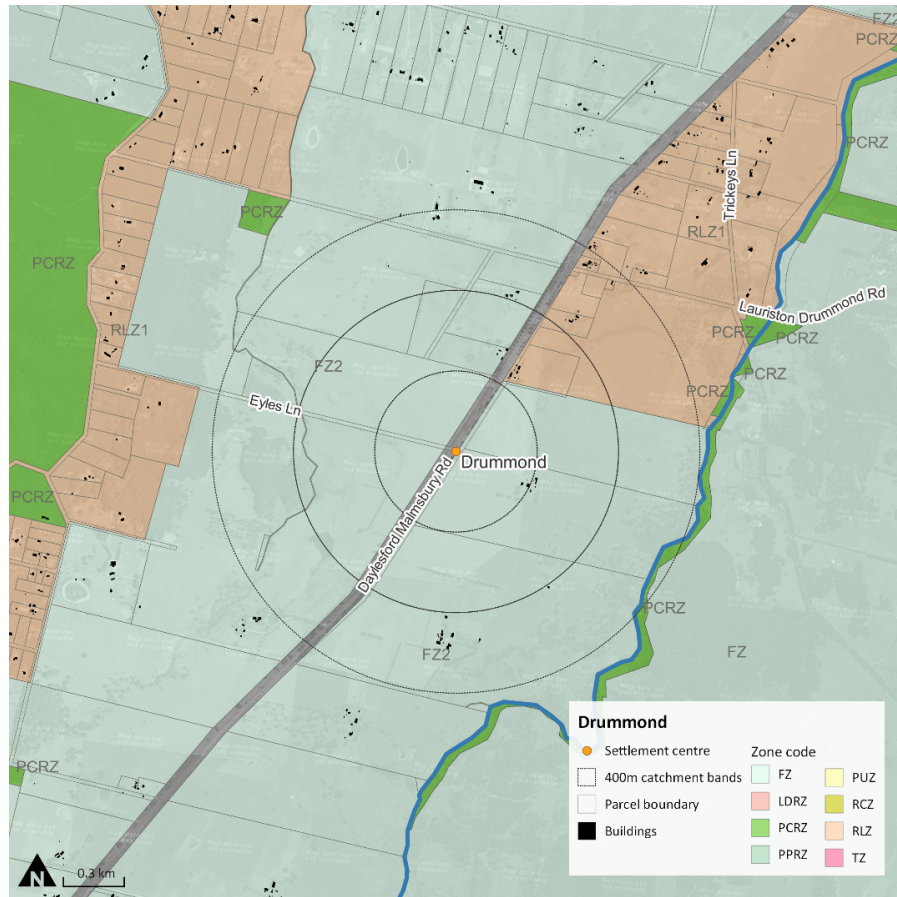 FZ2
PCRZ
PCRZ
Trickeys Ln
PCRZ
RLZ1
PCRZ
Lauriston Drummond Rd
RLZ1
PCRZ
PCRZ
FZ2
PCRZ
PCRZ
Eyles Ln
Drummond
Daylesford Malmsbury Rd
PCRZ
PCRZ
FZ2
FZ
PCRZ
Drummond
Settlement centre
400m catchment bands
Parcel boundary
Buildings
Zone code
FZ
LDRZ
PCRZ
PPRZ
PUZ
RCZ
RLZ
TZ
N
0.3 km